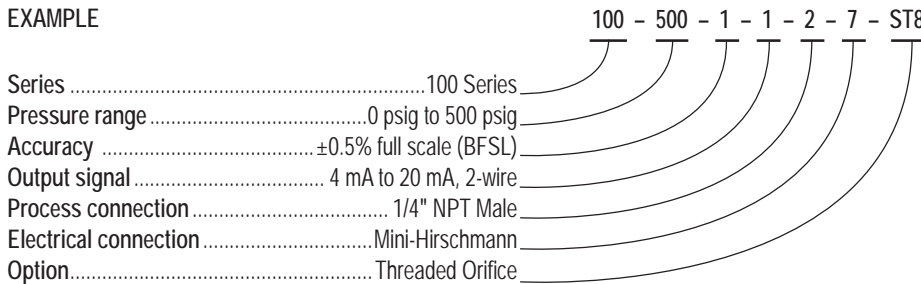 EXAMPLE 100 – 500 – 1 – 1 – 2 – 7 – ST8
Series ........................................................................100 Series
Pressure range ............................................0 psig to 500 psig
Accuracy ...........................................±0.5% full scale (BFSL)
Output signal ...................................... 4 mA to 20 mA, 2-wire
Process connection ....................................... 1/4" NPT Male
Electrical connection ..................................Mini-Hirschmann
Option............................................................. Threaded Orifice